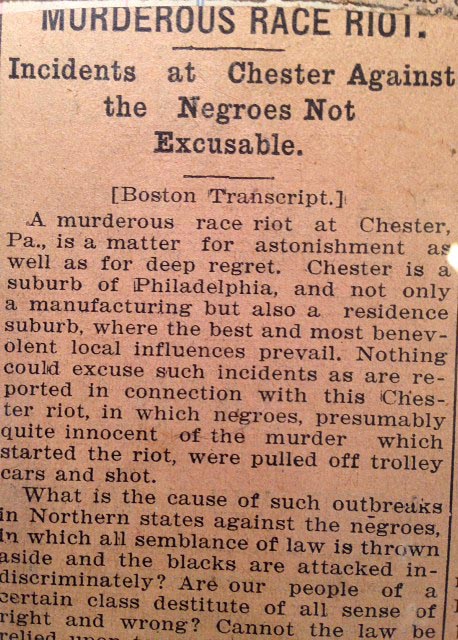 MURDEROUS RACE RIOT.
Incidents at Chester Against
the Negroes Not
Excusable.
[Boston Transcript.]
A murderous race riot at Chester,
Pa., is a matter for astonishment as
well as for deep regret. Chester is a
suburb of Philadelphia, and not only
a manufacturing but also a residence
suburb, where the best and most benev-
olent local influences prevail. Nothing
could excuse such incidents as are re-
ported in connection with this Ches-
ter riot, in which negroes, presumably
quite innocent of the murder which
started the riot, were pulled off trolley
cars and shot.
What is the cause of such outbreaks
in Northern states against the negroes,
in which all semblance of law is thrown
aside and the blacks are attacked in-
discriminately? Are our people of a
certain class destitute of all sense of
right and wrong? Cannot the law be
relied upon